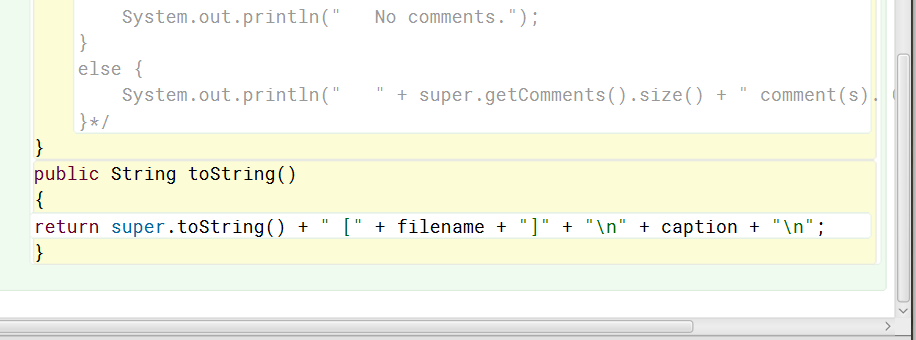 System.out.println("   No comments.");
}
else {
System.out.println("   " + super.getComments().size() + " comment(s).
}*/
}
public String toString()
{
return super.toString() + " [" + filename + "]" + "\n" + caption + "\n";
}